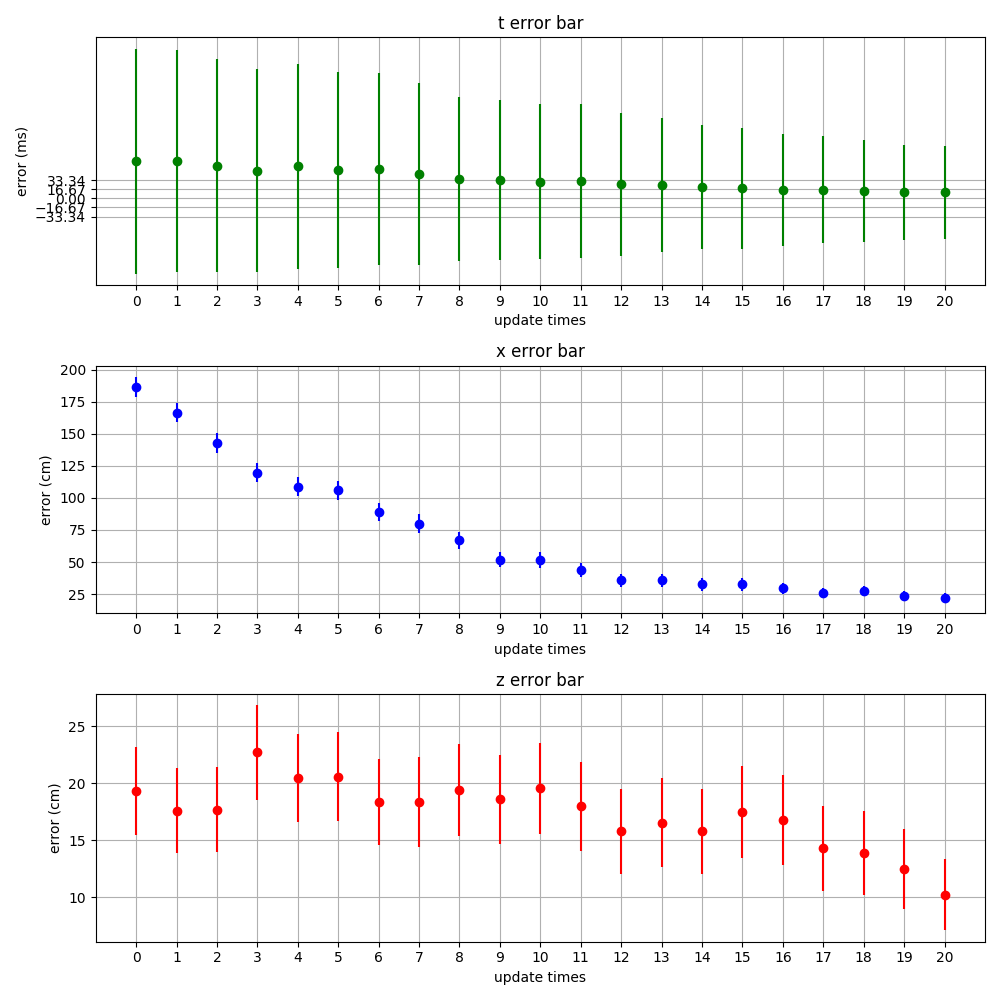 t error bar
error (ms)
33.34
16.67
0.00
−16.67
−33.34
0 1 2 3 4 5 6 7 8 9 10 11 12 13 14 15 16 17 18 19 20
update times
x error bar
error (cm)
200
175
150
125
100
75
50
25
0 1 2 3 4 5 6 7 8 9 10 11 12 13 14 15 16 17 18 19 20
update times
z error bar
error (cm)
25
20
15
10
0 1 2 3 4 5 6 7 8 9 10 11 12 13 14 15 16 17 18 19 20
update times